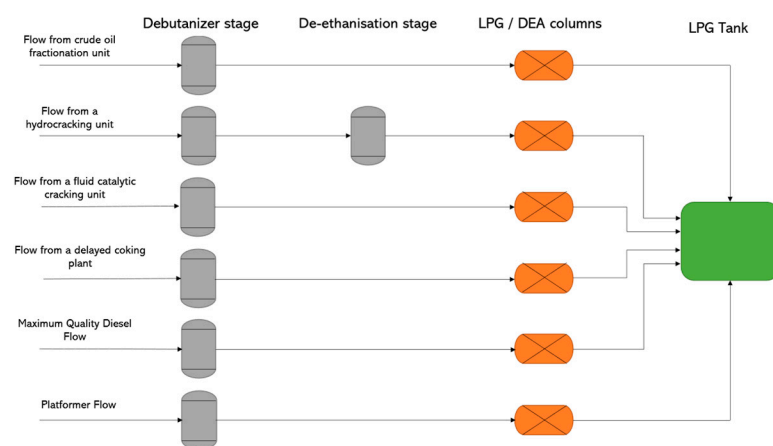 Debutanizer stage
De-ethanisation stage
LPG / DEA columns
LPG Tank
Flow from crude oil
fractionation unit
Flow from a
hydrocracking unit
Flow from a fluid catalytic
cracking unit
Flow from a delayed coking
plant
Maximum Quality Diesel
Flow
Platformer Flow